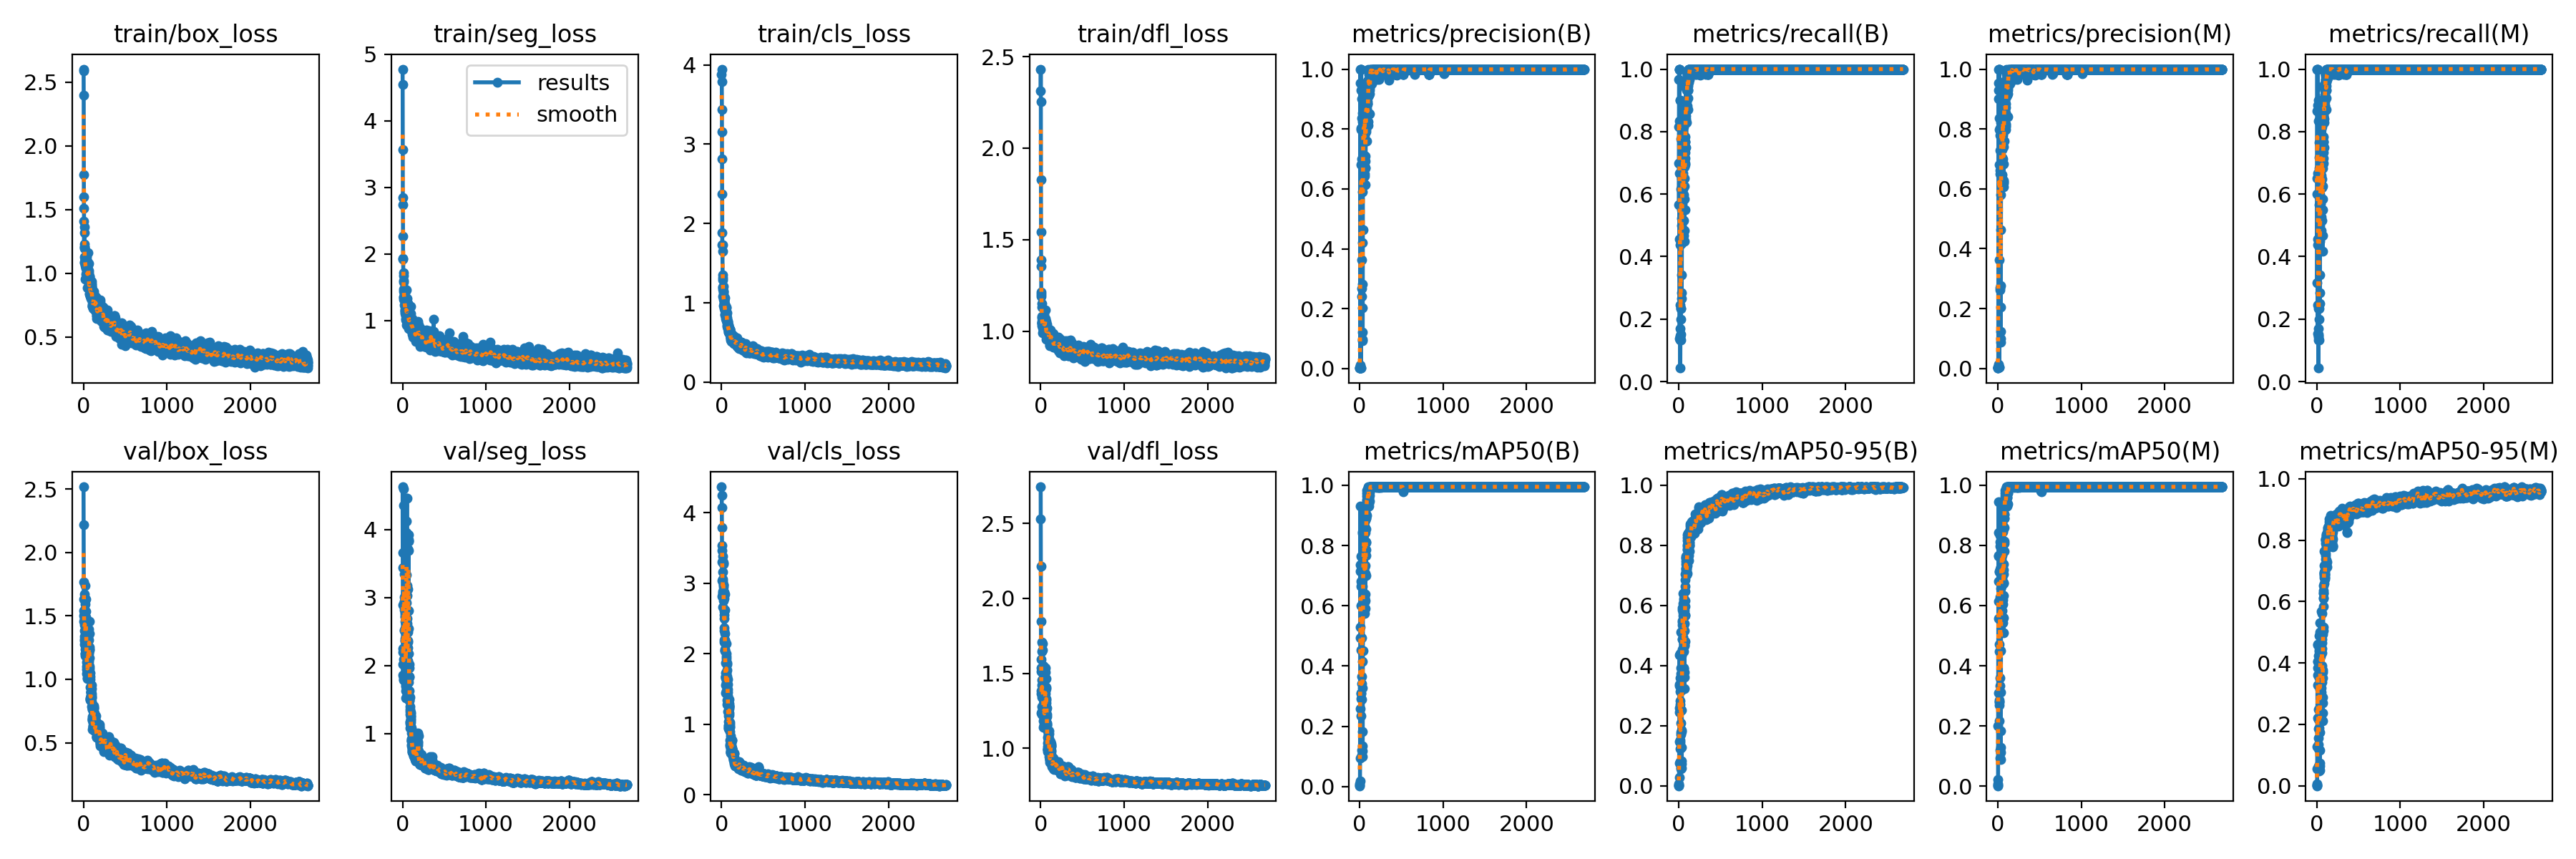 train/box_loss
train/seg_loss
train/cls_loss
train/dfl_loss
metrics/precision(B)
metrics/recall(B)
metrics/precision(M)
metrics/recall(M)
results
smooth
2.5
2.0
1.5
1.0
0.5
0 1000 2000
5
4
3
2
1
0 1000 2000
4
3
2
1
0
0 1000 2000
2.5
2.0
1.5
1.0
0 1000 2000
1.0
0.8
0.6
0.4
0.2
0.0
0 1000 2000
1.0
0.8
0.6
0.4
0.2
0.0
0 1000 2000
1.0
0.8
0.6
0.4
0.2
0.0
0 1000 2000
1.0
0.8
0.6
0.4
0.2
0.0
0 1000 2000
val/box_loss
val/seg_loss
val/cls_loss
val/dfl_loss
metrics/mAP50(B)
metrics/mAP50-95(B)
metrics/mAP50(M)
metrics/mAP50-95(M)
2.5
2.0
1.5
1.0
0.5
0 1000 2000
4
3
2
1
0 1000 2000
4
3
2
1
0
0 1000 2000
2.5
2.0
1.5
1.0
0 1000 2000
1.0
0.8
0.6
0.4
0.2
0.0
0 1000 2000
1.0
0.8
0.6
0.4
0.2
0.0
0 1000 2000
1.0
0.8
0.6
0.4
0.2
0.0
0 1000 2000
1.0
0.8
0.6
0.4
0.2
0.0
0 1000 2000